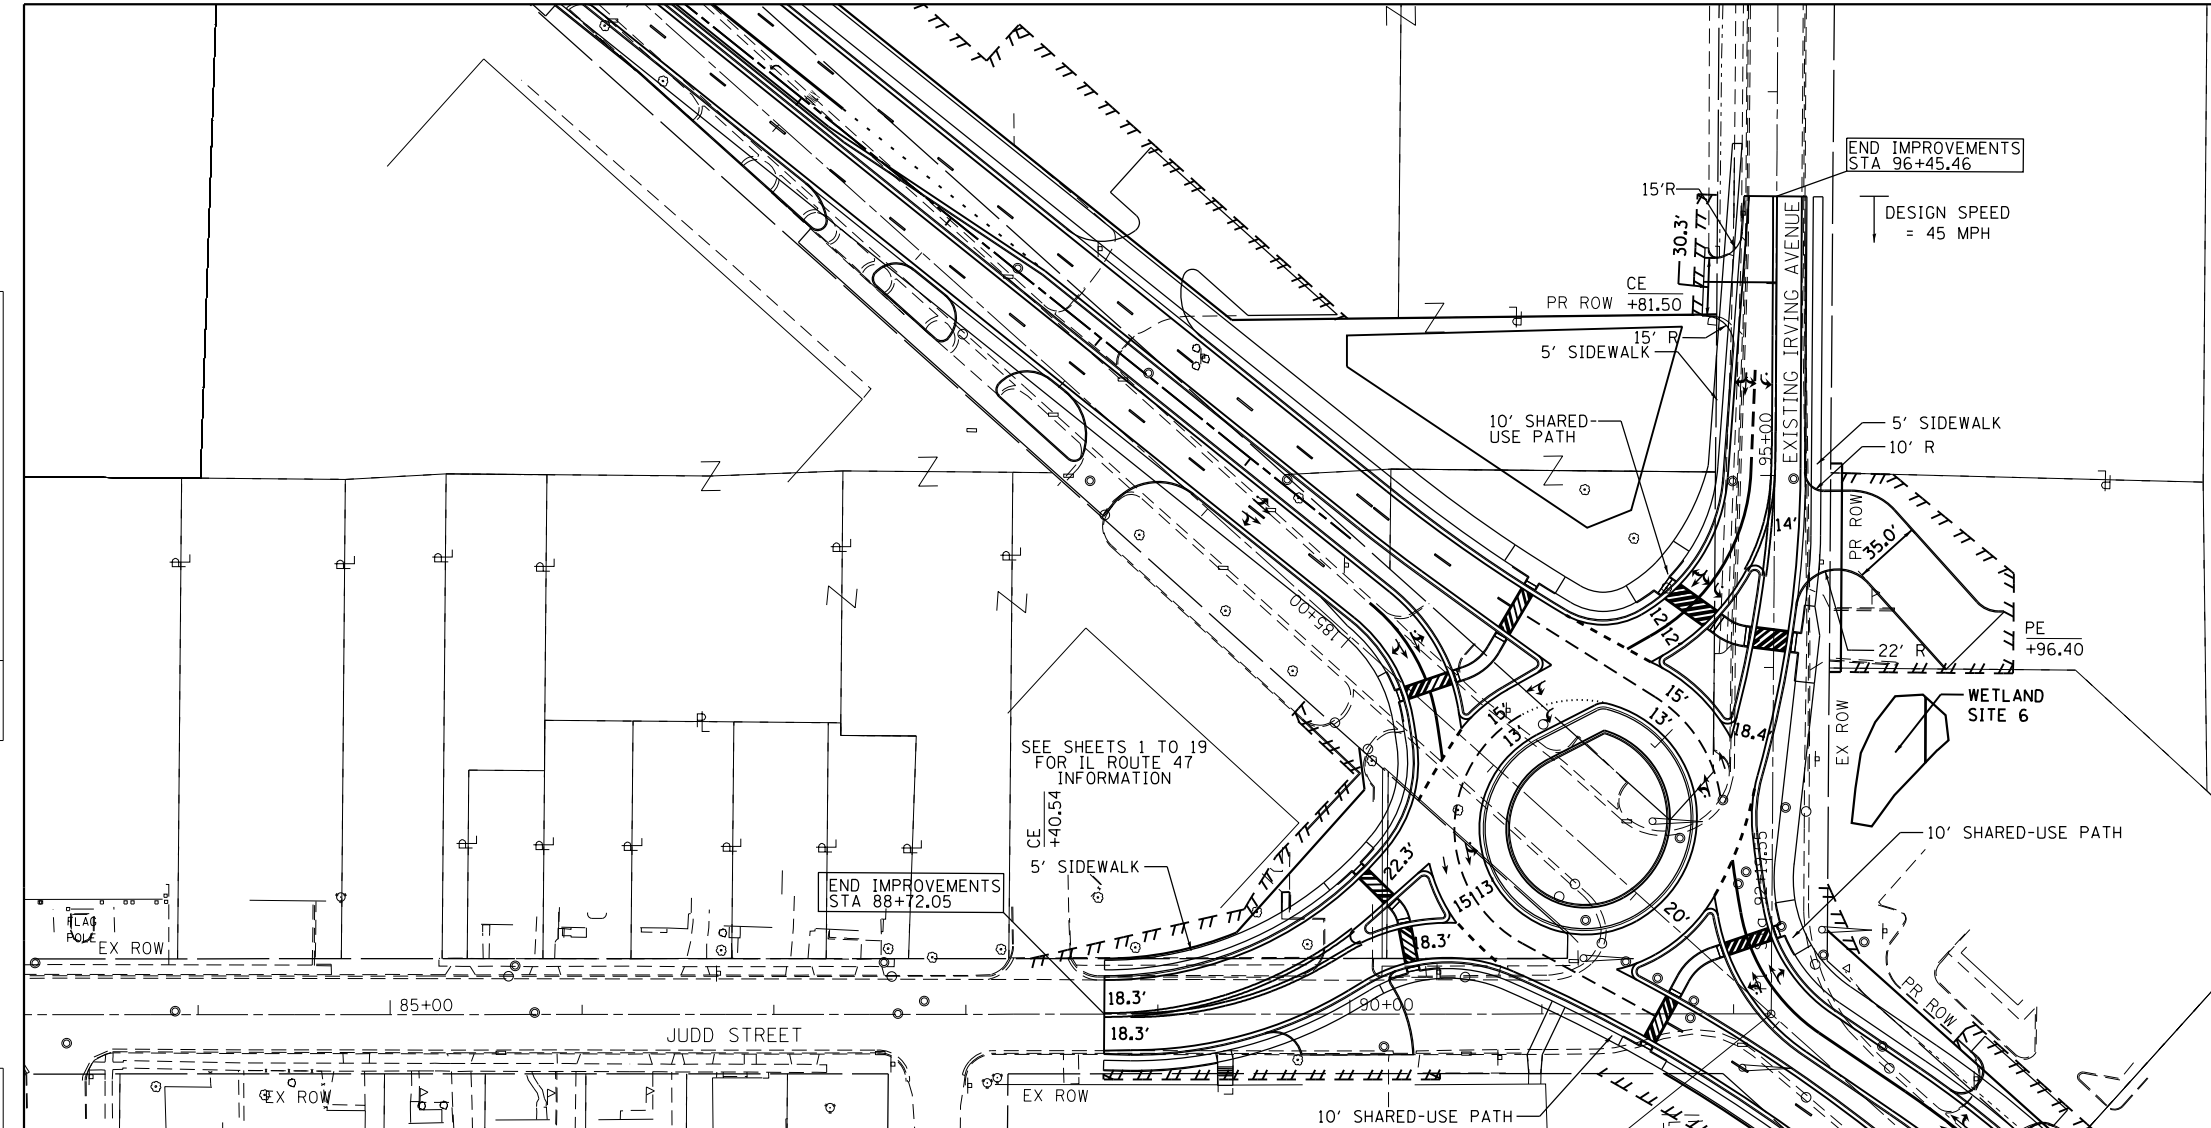 END IMPROVEMENTS
STA 96+45.46
15'R
30.3'
DESIGN SPEED
= 45 MPH
EXISTING IRVING AVENUE
CE
+81.50
PR ROW
15' R
5' SIDEWALK
10' SHARED-
USE PATH
95+00
5' SIDEWALK
10' R
14'
PR ROW
35.0'
185+00
12'
12'
22' R
PE
+96.40
WETLAND
SITE 6
EX ROW
15'
13'
15'
13'
18.4'
SEE SHEETS 1 TO 19
FOR IL ROUTE 47
INFORMATION
CE
+40.54
5' SIDEWALK
END IMPROVEMENTS
STA 88+72.05
22.3'
15'
13'
18.3'
20'
10' SHARED-USE PATH
FLAG
POLE
EX ROW
85+00
JUDD STREET
18.3'
18.3'
90+00
PR ROW
EX ROW
EX ROW
10' SHARED-USE PATH